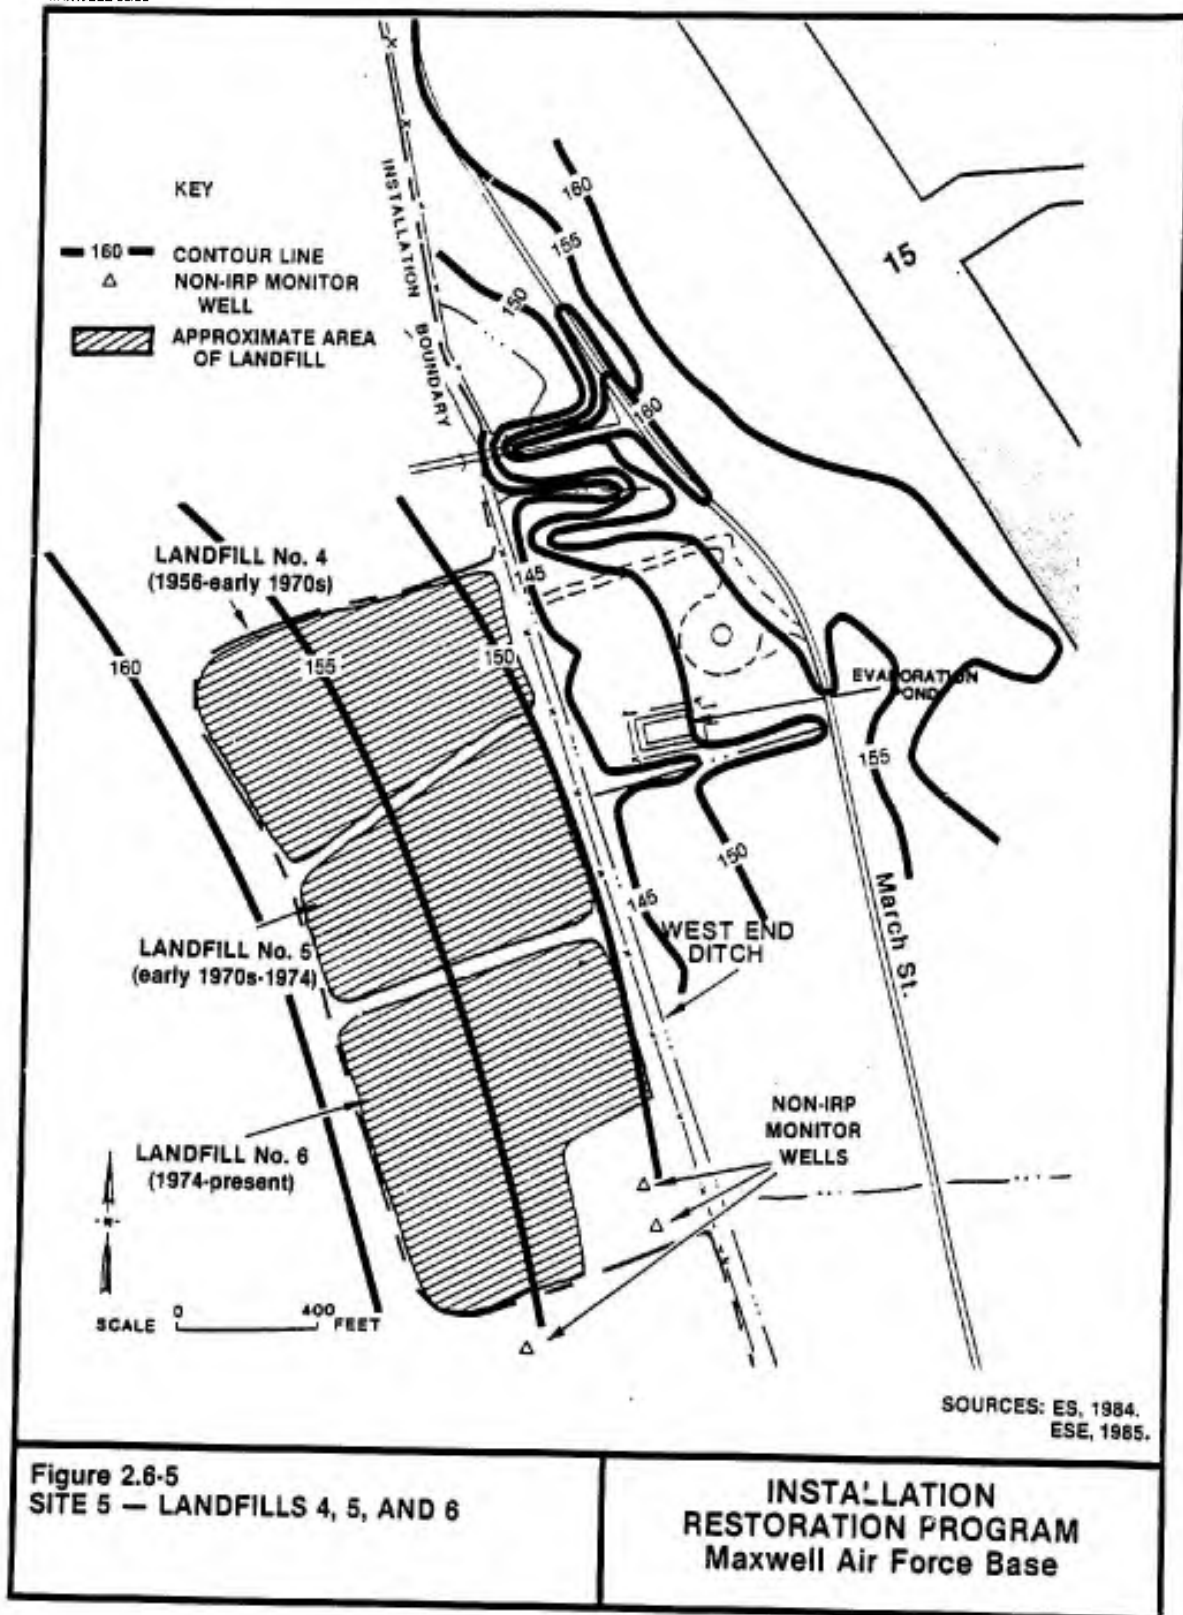 KEY
160 CONTOUR LINE
NON-IRP MONITOR
WELL
APPROXIMATE AREA
OF LANDFILL
INSTALLATION BOUNDARY
160
155
150
15
160
LANDFILL No. 4
(1956-early 1970s)
145
160
155
150
EVAPORATION
POND
155
150
145
March St.
WEST END
DITCH
LANDFILL No. 5
(early 1970s-1974)
NON-IRP
MONITOR
WELLS
LANDFILL No. 6
(1974-present)
SCALE 0 400 FEET
SOURCES: ES, 1984.
ESE, 1985.
Figure 2.6-5
SITE 5 — LANDFILLS 4, 5, AND 6
INSTALLATION
RESTORATION PROGRAM
Maxwell Air Force Base